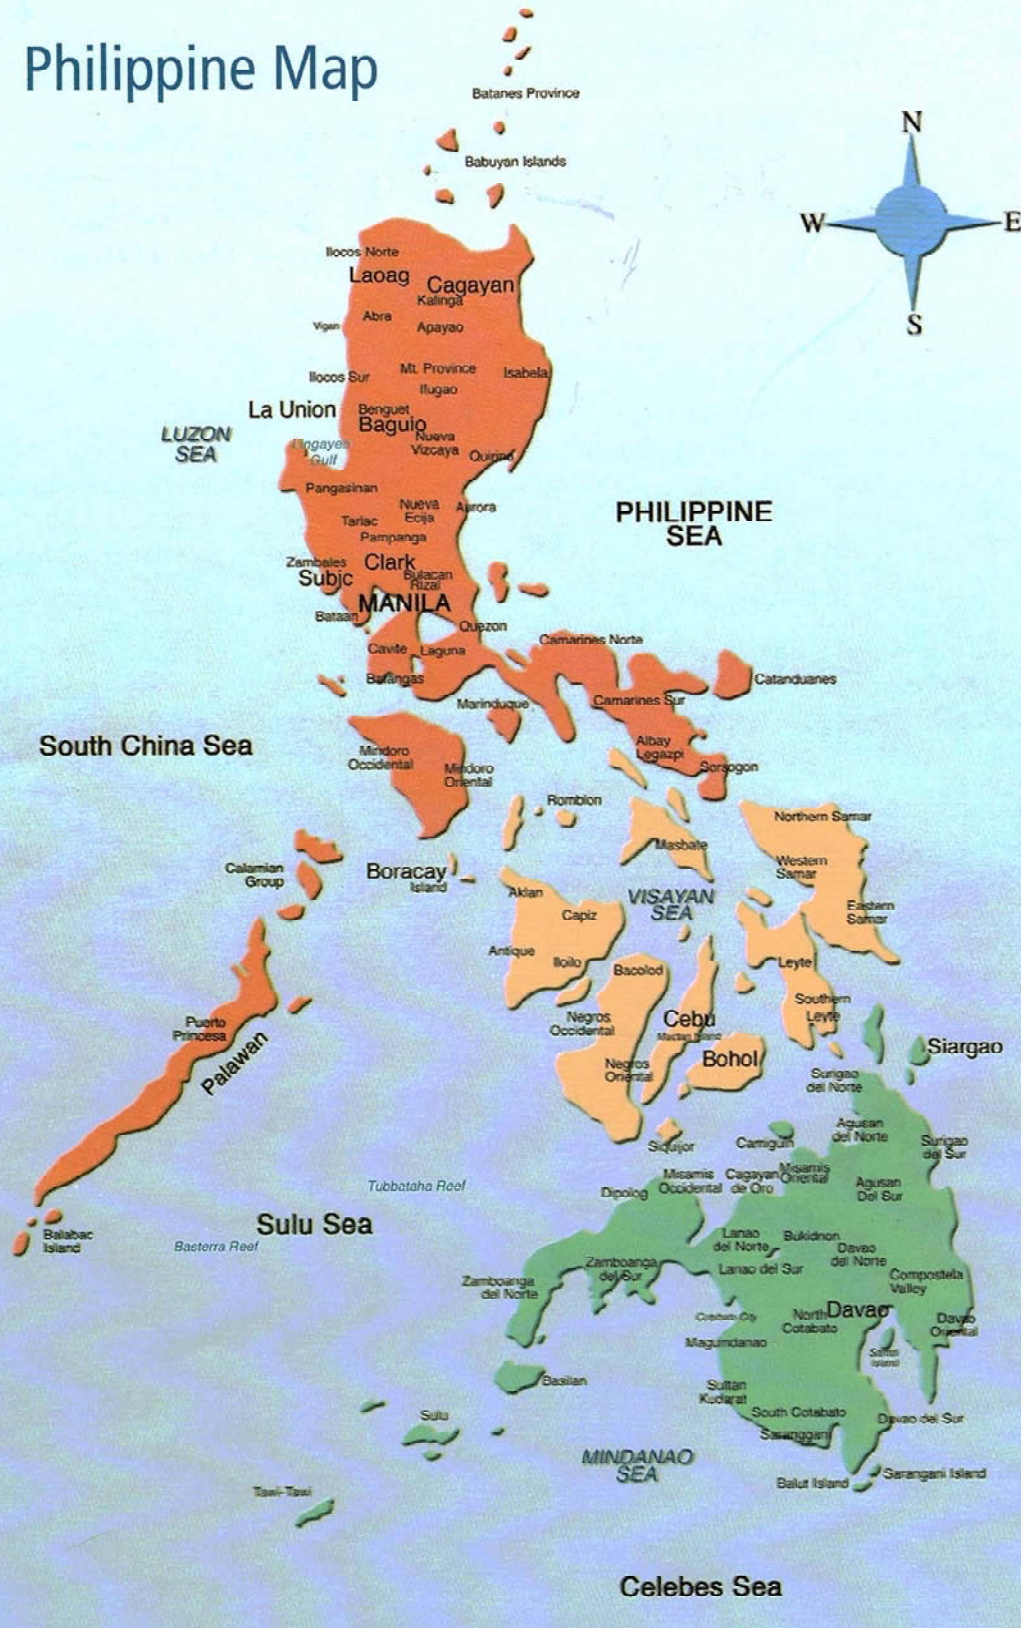 Philippine Map
Batanes Province
N
Babuyan Islands
W
E
Ilocos Norte
Laoag
Cagayan
Kalinga
Abra
Vigan
Apayao
S
Mt. Province
Isabela
Ilocos Sur
Ifugao
La Union
Benguet
Baguio
LUZON
SEA
Lingayen
Gulf
Nueva
Vizcaya
Quirino
Pangasinan
Nueva
Ecija
Aurora
PHILIPPINE
SEA
Tarlac
Pampanga
Zambales
Clark
Subic
Bulacan
Rizal
MANILA
Bataan
Quezon
Camarines Norte
Cavite
Laguna
Batangas
Catanduanes
Marinduque
Camarines Sur
South China Sea
Mindoro
Occidental
Albay
Legazpi
Mindoro
Oriental
Sorsogon
Romblon
Northern Samar
Masbate
Calamian
Group
Boracay
Island
Western
Samar
Aklan
VISAYAN
SEA
Capiz
Eastern
Samar
Antique
Iloilo
Bacolod
Leyte
Southern
Leyte
Puerto
Princesa
Palawan
Negros
Occidental
Cebu
Mactan Island
Bohol
Siargao
Negros
Oriental
Surigao
del Norte
Siquijor
Camiguin
Agusan
del Norte
Surigao
del Sur
Tubbataha Reef
Dipolog
Misamis
Occidental
Cagayan
de Oro
Misamis
Oriental
Agusan
Del Sur
Balabac
Island
Sulu Sea
Basterra Reef
Lanao
del Norte
Bukidnon
Davao
del Norte
Zamboanga
del Sur
Lanao del Sur
Compostela
Valley
Zamboanga
del Norte
Cotabato City
North
Cotabato
Davao
Davao
Oriental
Maguindanao
Samal
Island
Basilan
Sultan
Kudarat
Sulu
South Cotabato
Davao del Sur
Saranggani
MINDANAO
SEA
Balut Island
Sarangani Island
Tawi-Tawi
Celebes Sea